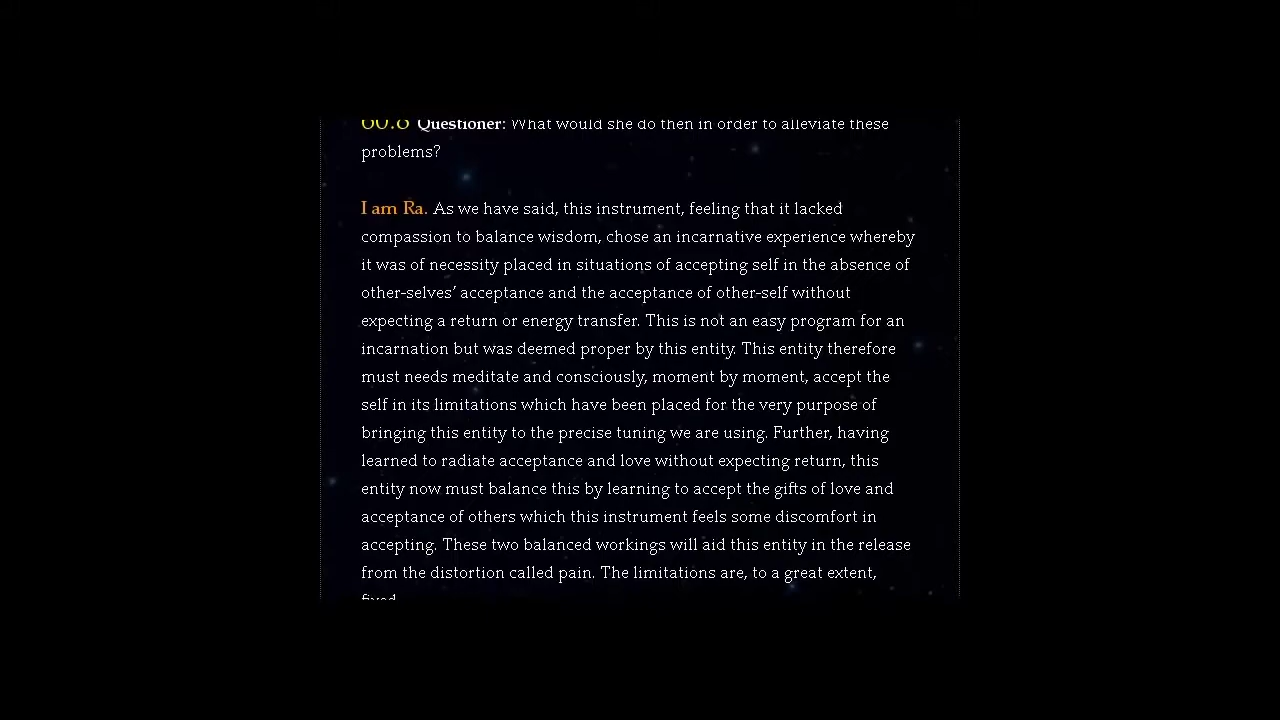 60.8 Questioner: What would she do then in order to alleviate these
problems?
I am Ra. As we have said, this instrument, feeling that it lacked
compassion to balance wisdom, chose an incarnative experience whereby
it was of necessity placed in situations of accepting self in the absence of
other-selves’ acceptance and the acceptance of other-self without
expecting a return or energy transfer. This is not an easy program for an
incarnation but was deemed proper by this entity. This entity therefore
must needs meditate and consciously, moment by moment, accept the
self in its limitations which have been placed for the very purpose of
bringing this entity to the precise tuning we are using. Further, having
learned to radiate acceptance and love without expecting return, this
entity now must balance this by learning to accept the gifts of love and
acceptance of others which this instrument feels some discomfort in
accepting. These two balanced workings will aid this entity in the release
from the distortion called pain. The limitations are, to a great extent,
fixed.